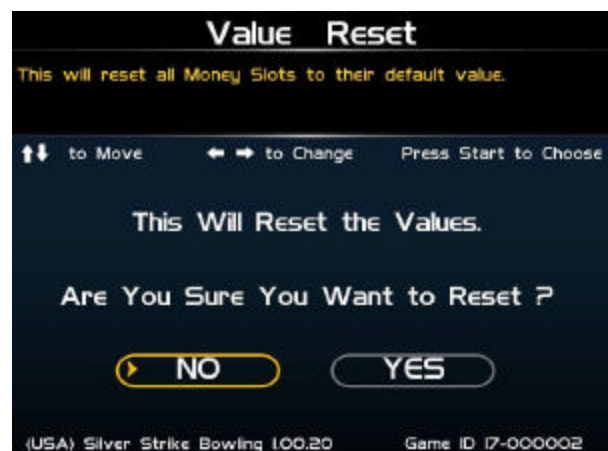 Value Reset
This will reset all Money Slots to their default value.
to Move to Change Press Start to Choose
This Will Reset the Values.
Are You Sure You Want to Reset ?
NO YES
(USA) Silver Strike Bowling 1.00.20 Game ID 17-000002